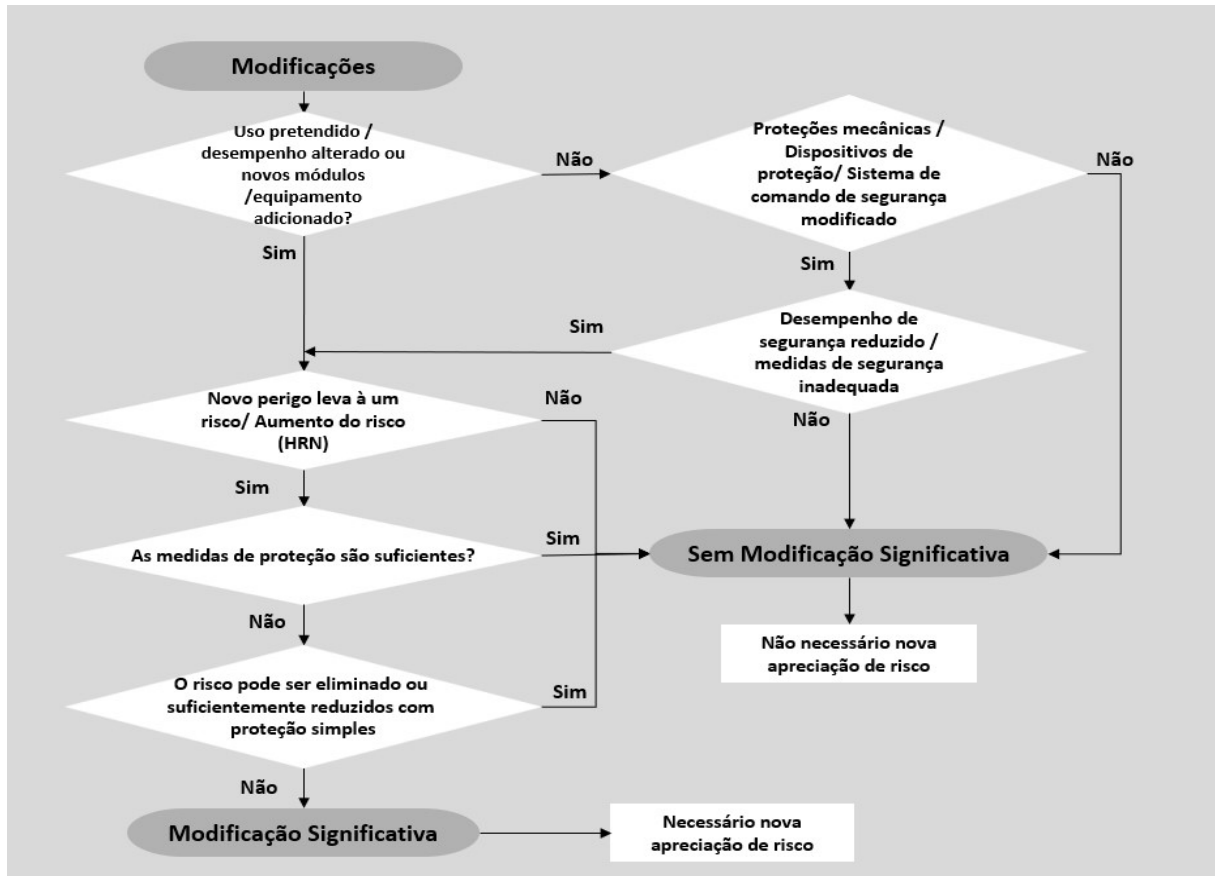 Modificações
Uso pretendido /
desempenho alterado ou
novos módulos
/equipamento
adicionado?
Não
Sim
Proteções mecânicas /
Dispositivos de
proteção/ Sistema de
comando de segurança
modificado
Não
Sim
Desempenho de
segurança reduzido /
medidas de segurança
inadequada
Sim
Não
Novo perigo leva à um
risco/ Aumento do risco
(HRN)
Não
Sim
As medidas de proteção são suficientes?
Sim
Não
O risco pode ser eliminado ou
suficientemente reduzidos com
proteção simples
Sim
Não
Sem Modificação Significativa
Não necessário nova
apreciação de risco
Modificação Significativa
Necessário nova
apreciação de risco